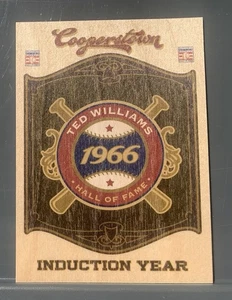 Cooperstown
TED WILLIAMS
1966
HALL OF FAME
INDUCTION YEAR